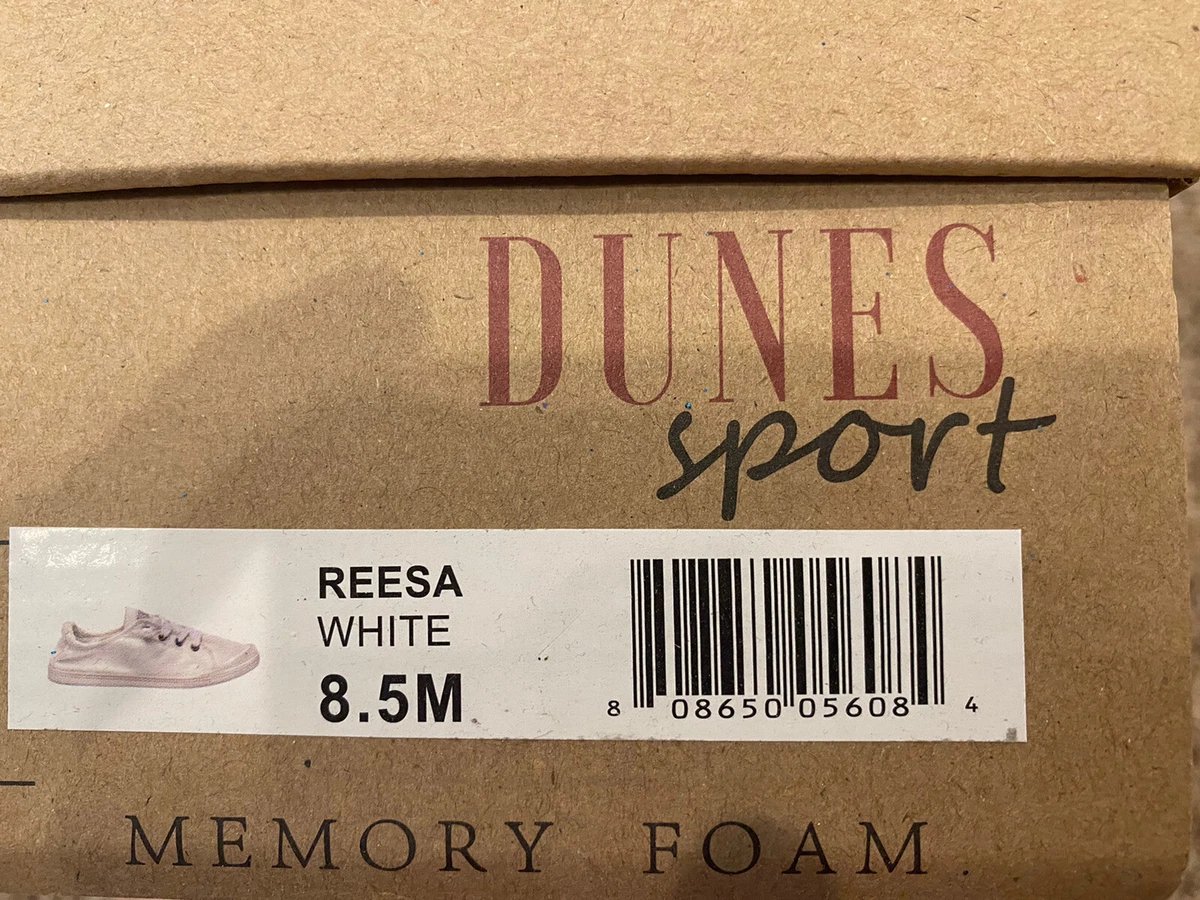 DUNES
sport
REESA
WHITE
8.5M
8 08650 05608 4
MEMORY FOAM